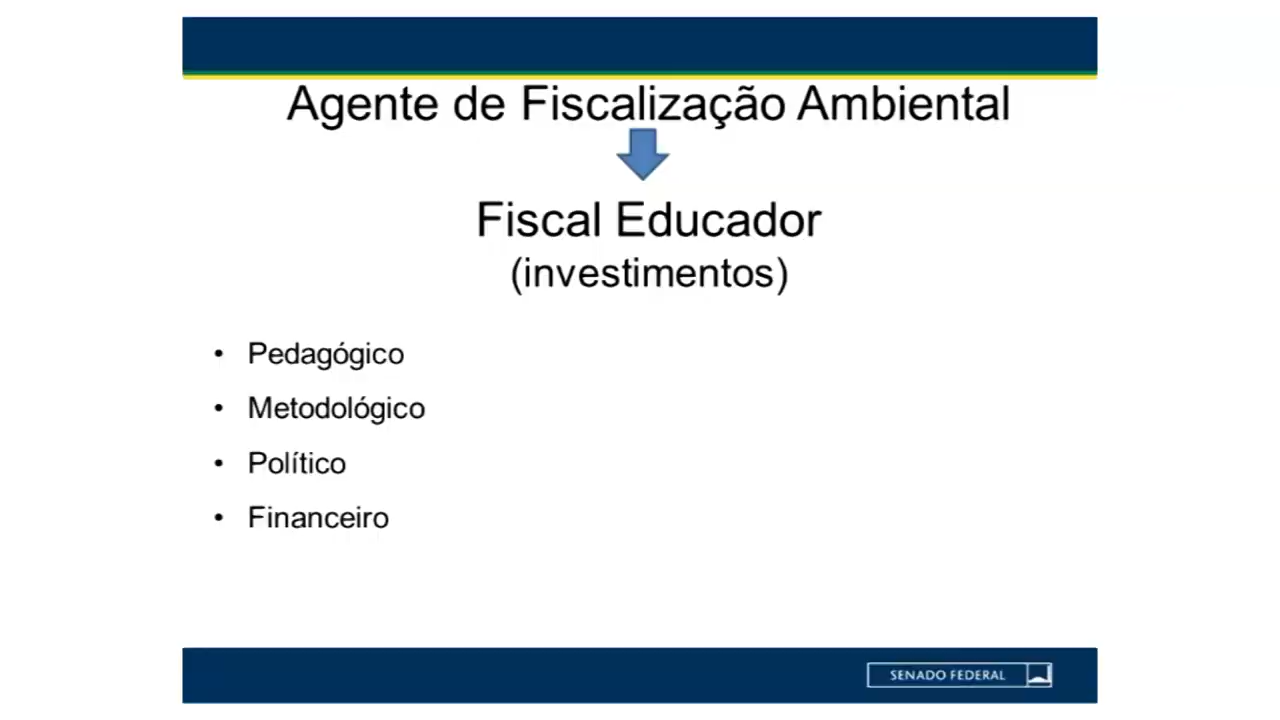 Agente de Fiscalização Ambiental
Fiscal Educador
(investimentos)
• Pedagógico
• Metodológico
• Político
• Financeiro
SENADO FEDERAL